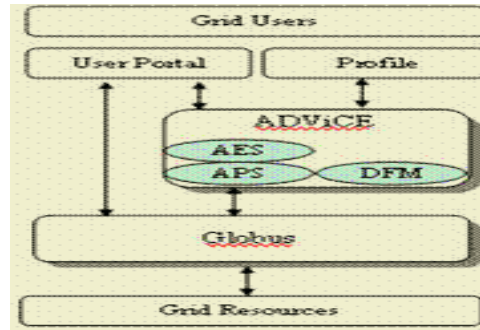 Grid Users
User Portal Profile
ADViCE
AES
APS DFM
Globus
Grid Resources